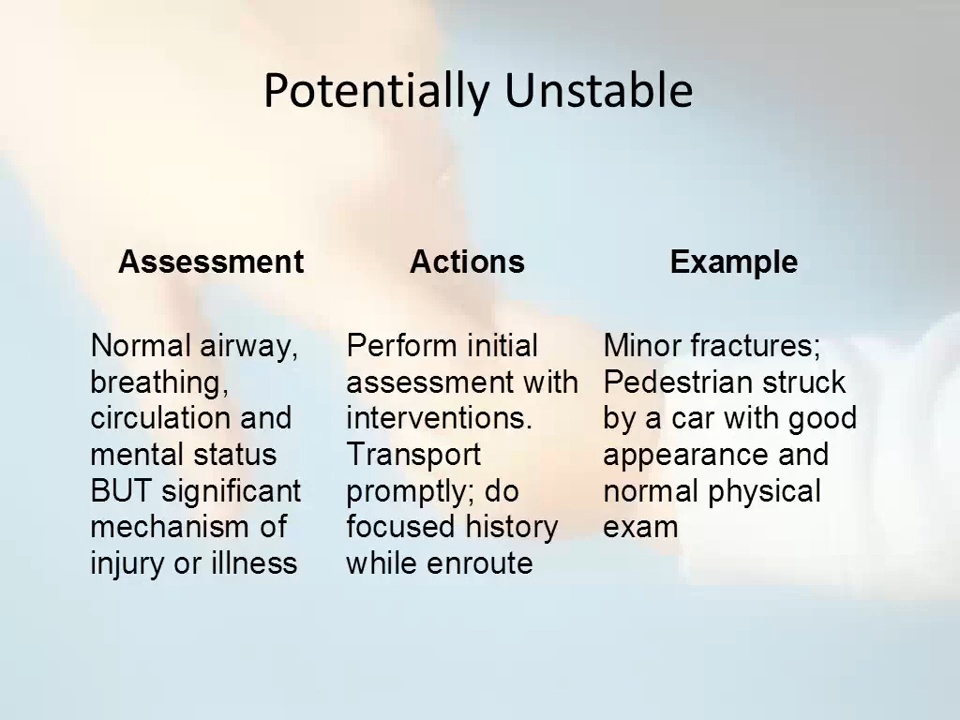 Potentially Unstable
Assessment
Actions
Example
Normal airway,
breathing,
circulation and
mental status
BUT significant
mechanism of
injury or illness
Perform initial
assessment with
interventions.
Transport
promptly; do
focused history
while enroute
Minor fractures;
Pedestrian struck
by a car with good
appearance and
normal physical
exam